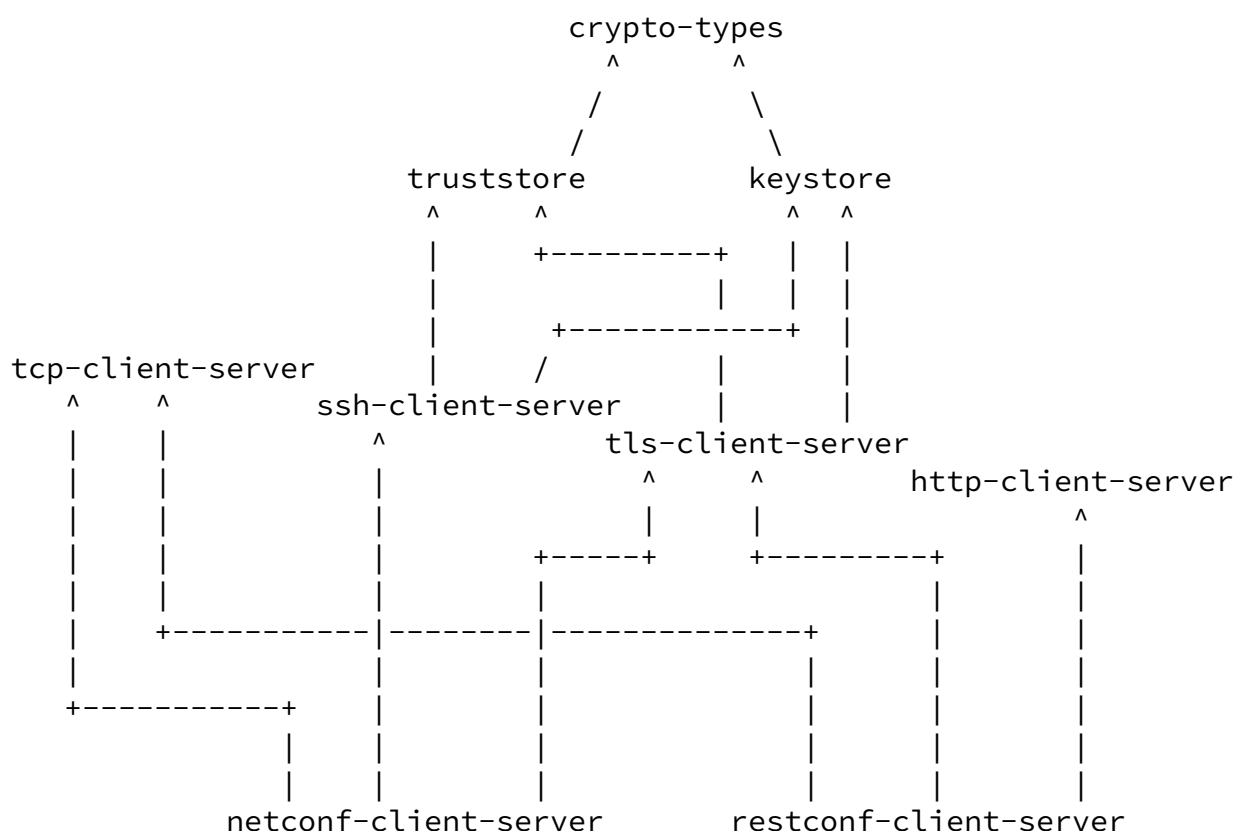 crypto-types
truststore keystore
tcp-client-server
ssh-client-server
tls-client-server
http-client-server
netconf-client-server restconf-client-server